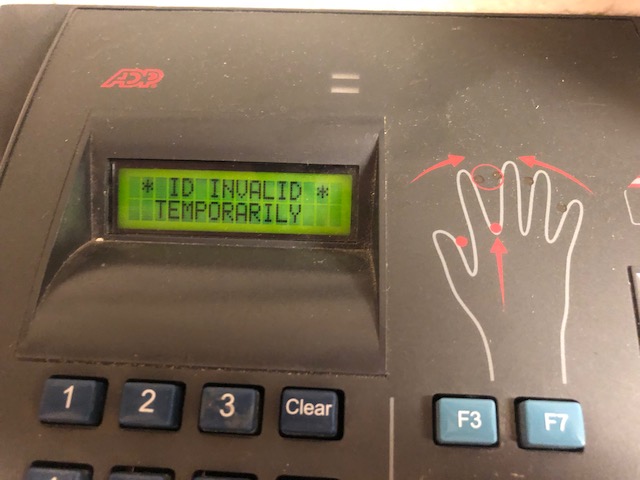 ADP
* ID INVALID *
TEMPORARILY
1 2 3 Clear
F3 F7